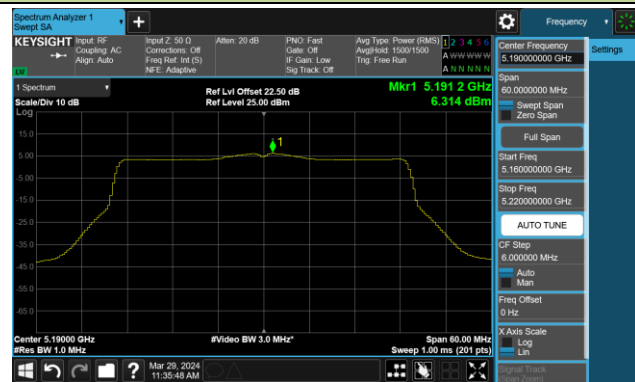 Spectrum Analyzer 1
Swept SA
Frequency
KEYSIGHT
Input: RF
Coupling: AC
Align: Auto
Input Z: 50 Ω
Corrections: Off
Freq Ref: Int (S)
NFE: Adaptive
Atten: 20 dB
PNO: Fast
Gate: Off
IF Gain: Low
Sig Track: Off
Avg Type: Power (RMS)
Avg|Hold: 1500/1500
Trig: Free Run
1 2 3 4 5 6
A W W W W W
A N N N N N
LU
1 Spectrum
Scale/Div 10 dB
Log
Ref Lvl Offset 22.50 dB
Ref Level 25.00 dBm
Mkr1 5.191 2 GHz
6.314 dBm
1
15.0
5.00
-5.00
-15.0
-25.0
-35.0
-45.0
-55.0
-65.0
Center 5.19000 GHz
#Res BW 1.0 MHz
#Video BW 3.0 MHz*
Span 60.00 MHz
Sweep 1.00 ms (201 pts)
Mar 29, 2024
11:35:48 AM
Center Frequency
5.190000000 GHz
Settings
Span
60.0000000 MHz
Swept Span
Zero Span
Full Span
Start Freq
5.160000000 GHz
Stop Freq
5.220000000 GHz
AUTO TUNE
CF Step
6.000000 MHz
Auto
Man
Freq Offset
0 Hz
X Axis Scale
Log
Lin
Signal Track
(Span Zoom)